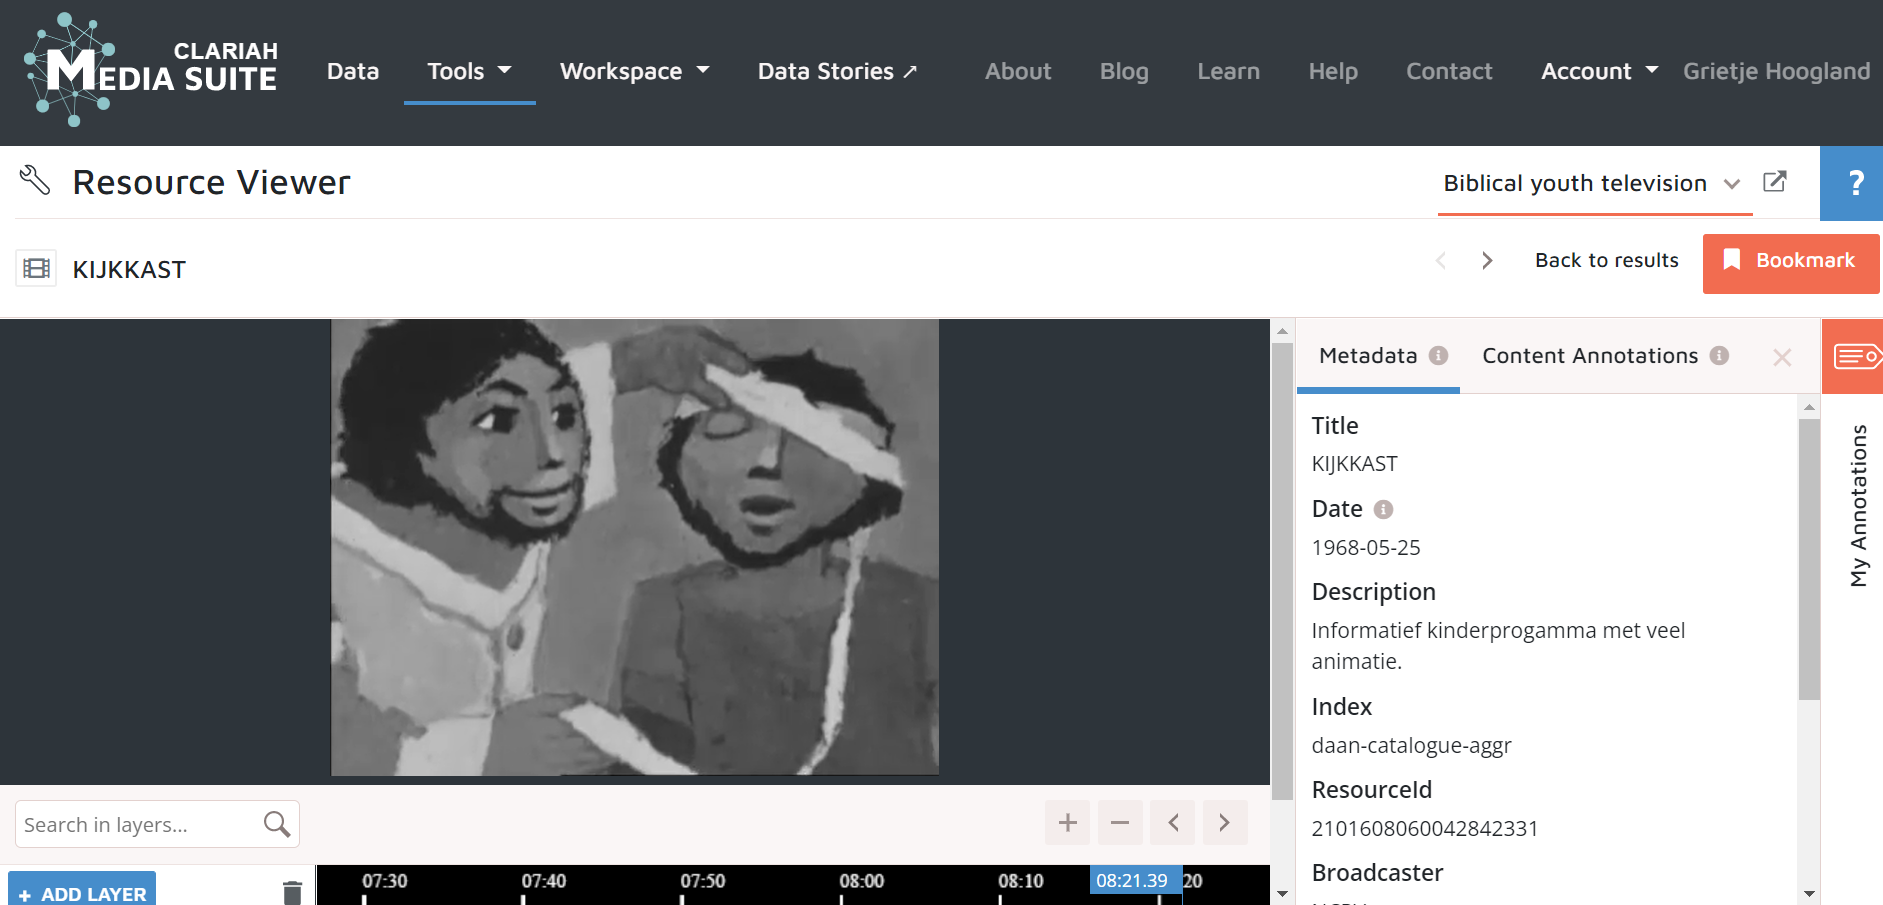 CLARIAH
MEDIA SUITE
Data
Tools
Workspace
Data Stories ↗
About
Blog
Learn
Help
Contact
Account
Grietje Hoogland
Resource Viewer
Biblical youth television
?
KIJKKAST
Back to results
Bookmark
Metadata
Content Annotations
Title
KIJKKAST
Date
1968-05-25
Description
Informatief kinderprogamma met veel
animatie.
Index
daan-catalogue-aggr
ResourceId
2101608060042842331
Broadcaster
My Annotations
Search in layers...
+ ADD LAYER
07:30
07:40
07:50
08:00
08:10
08:21.39
20